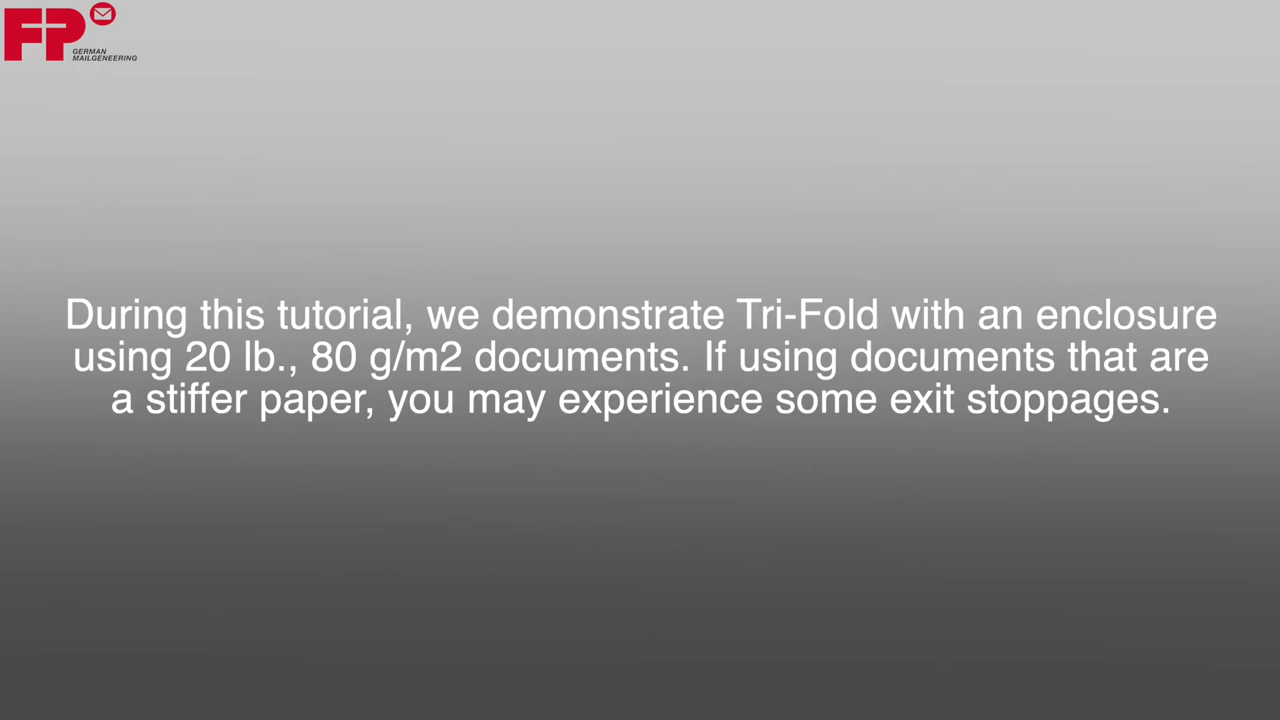 FP
GERMAN
MAILGENEERING
During this tutorial, we demonstrate Tri-Fold with an enclosure
using 20 lb., 80 g/m2 documents. If using documents that are
a stiffer paper, you may experience some exit stoppages.